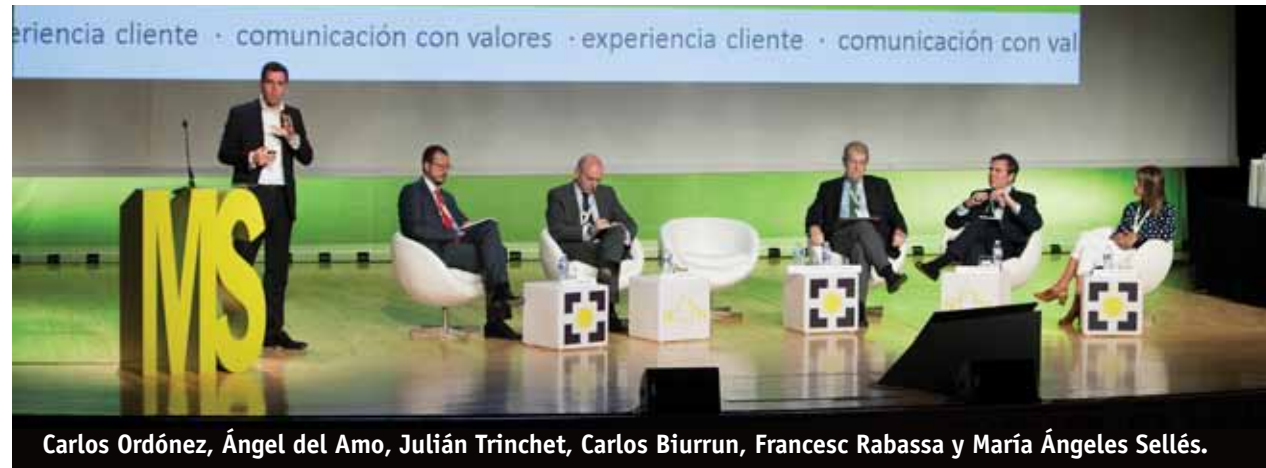 eriencia cliente · comunicación con valores · experiencia cliente · comunicación con val
MS
Carlos Ordónez, Ángel del Amo, Julián Trinchet, Carlos Biurrun, Francesc Rabassa y María Ángeles Sellés.